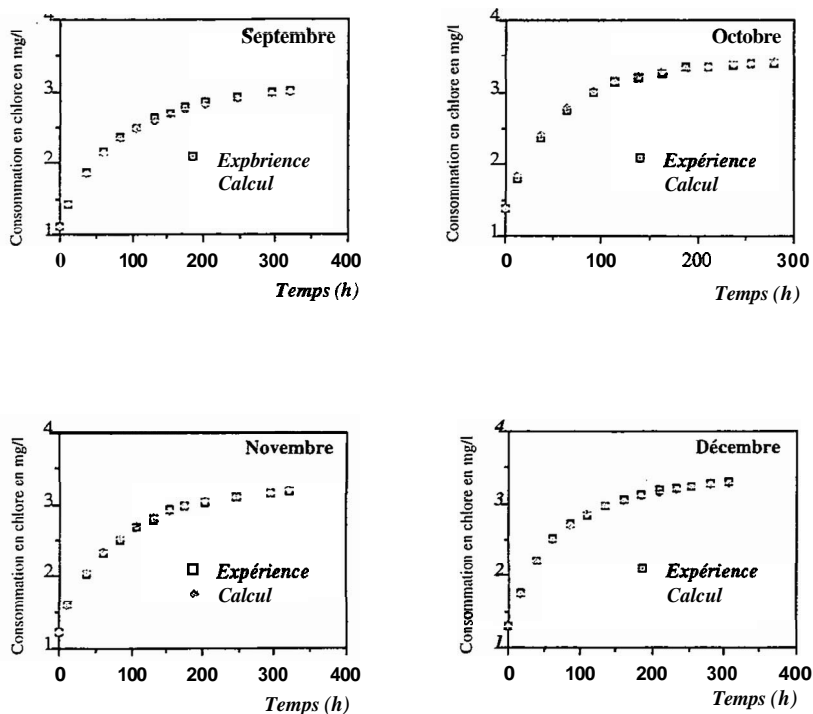 4
Septembre
Consommation en chlore en mg/l
3
2
1
Expbrience
Calcul
0
100
200
300
400
Temps (h)
4
Octobre
Consommation en chlore en mg/l
3
2
1
Expérience
Calcul
0
100
200
300
Temps (h)
4
Novembre
Consommation en chlore en mg/l
3
2
1
Expérience
Calcul
0
100
200
300
400
Temps (h)
4
Décembre
Consommation en chlore en mg/l
3
2
1
Expérience
Calcul
0
100
200
300
400
Temps (h)